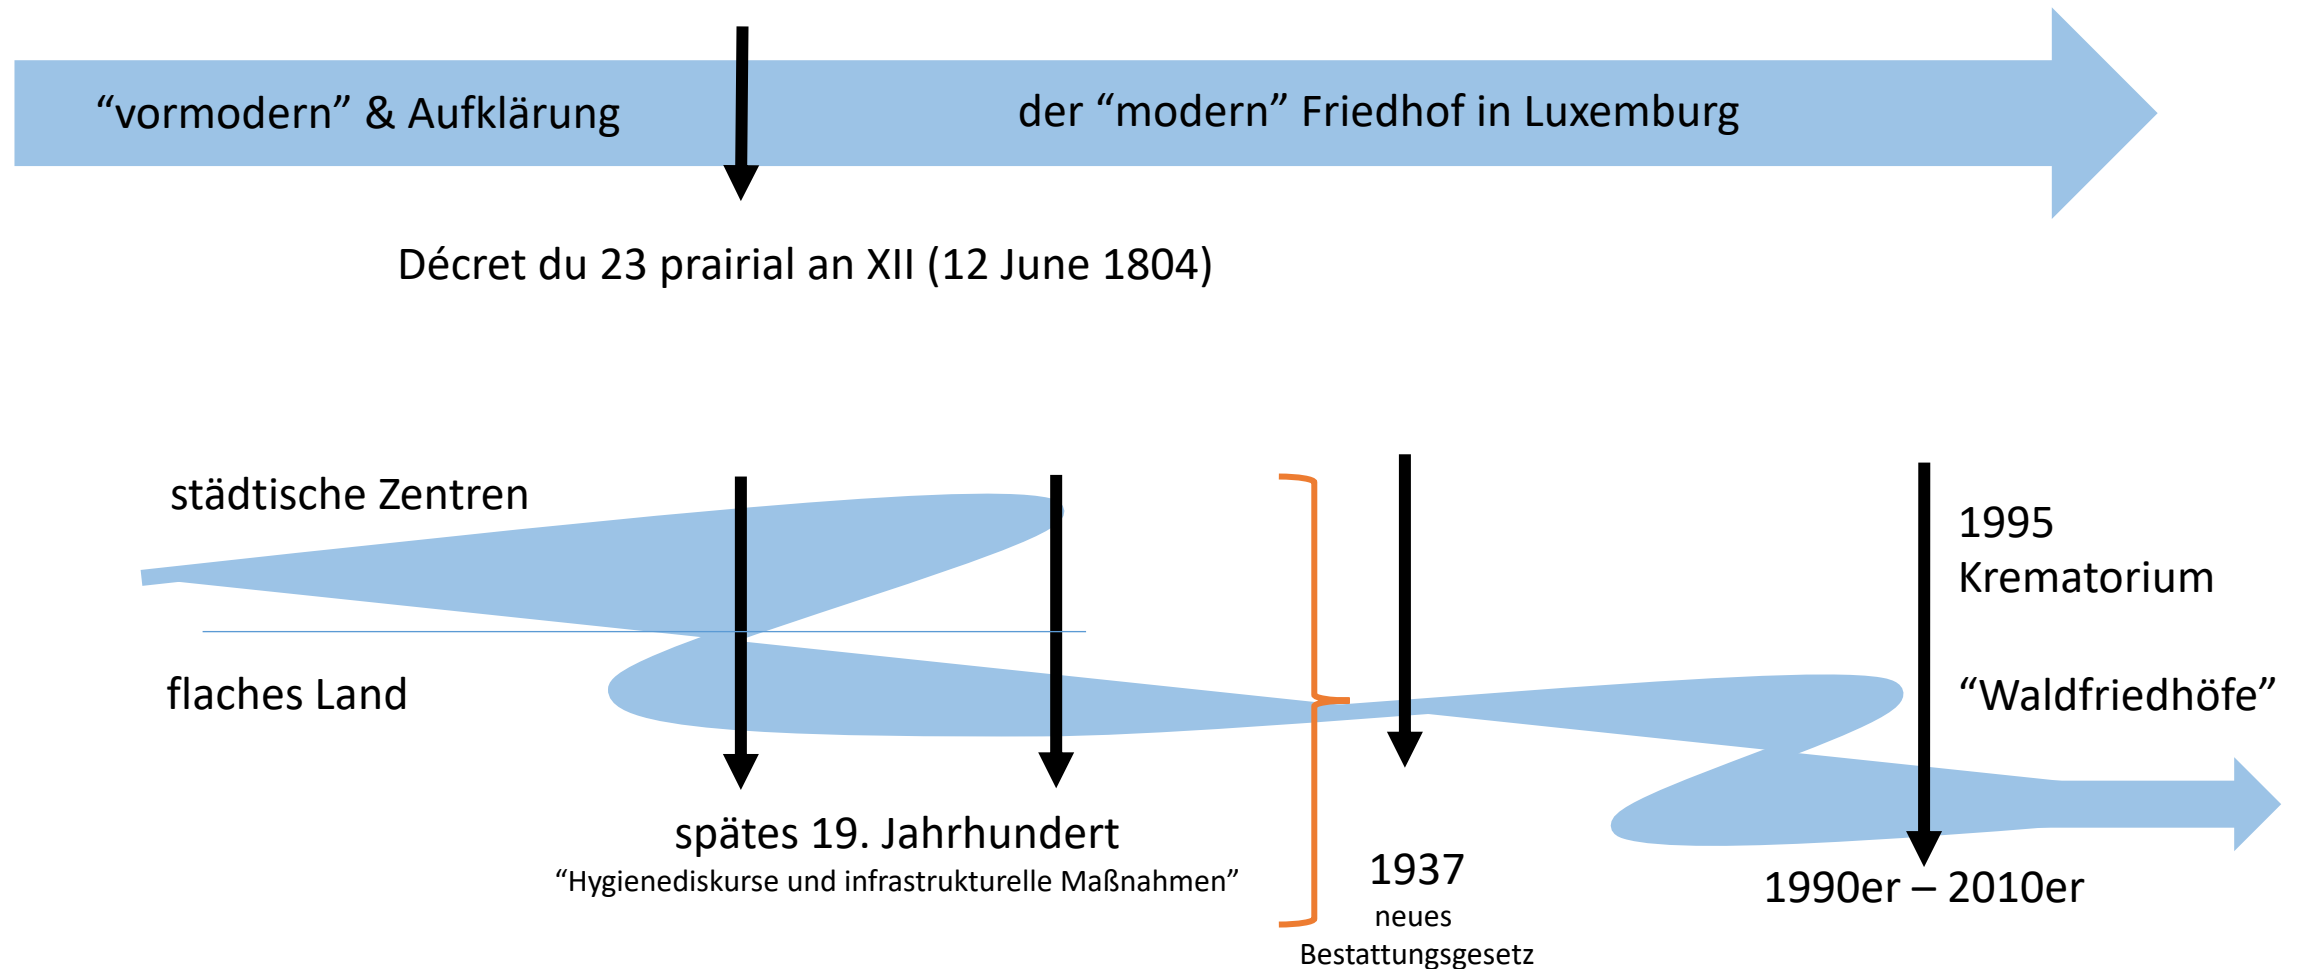 “vormodern” & Aufklärung
der “modern” Friedhof in Luxemburg
Décret du 23 prairial an XII (12 June 1804)
städtische Zentren
flaches Land
spätes 19. Jahrhundert
“Hygienediskurse und infrastrukturelle Maßnahmen”
1937
neues
Bestattungsgesetz
1995
Krematorium
“Waldfriedhöfe”
1990er – 2010er